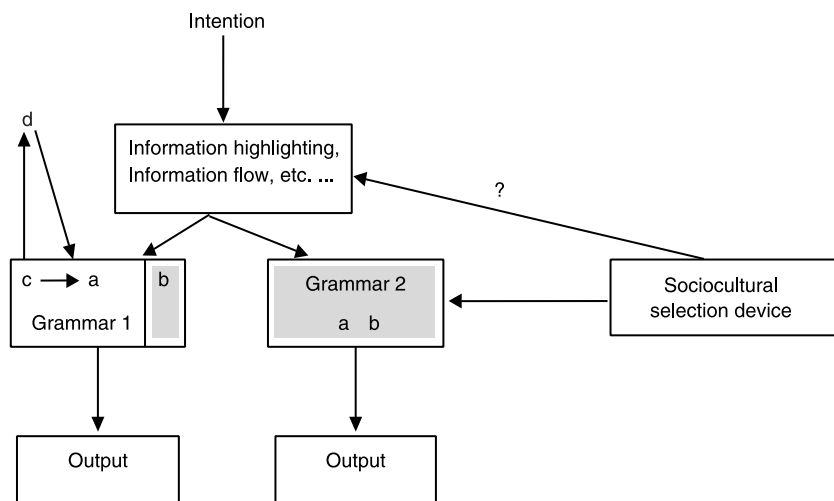 Intention
d
Information highlighting,
Information flow, etc. ...
?
c a b
Grammar 1
Grammar 2
a b
Sociocultural
selection device
Output
Output